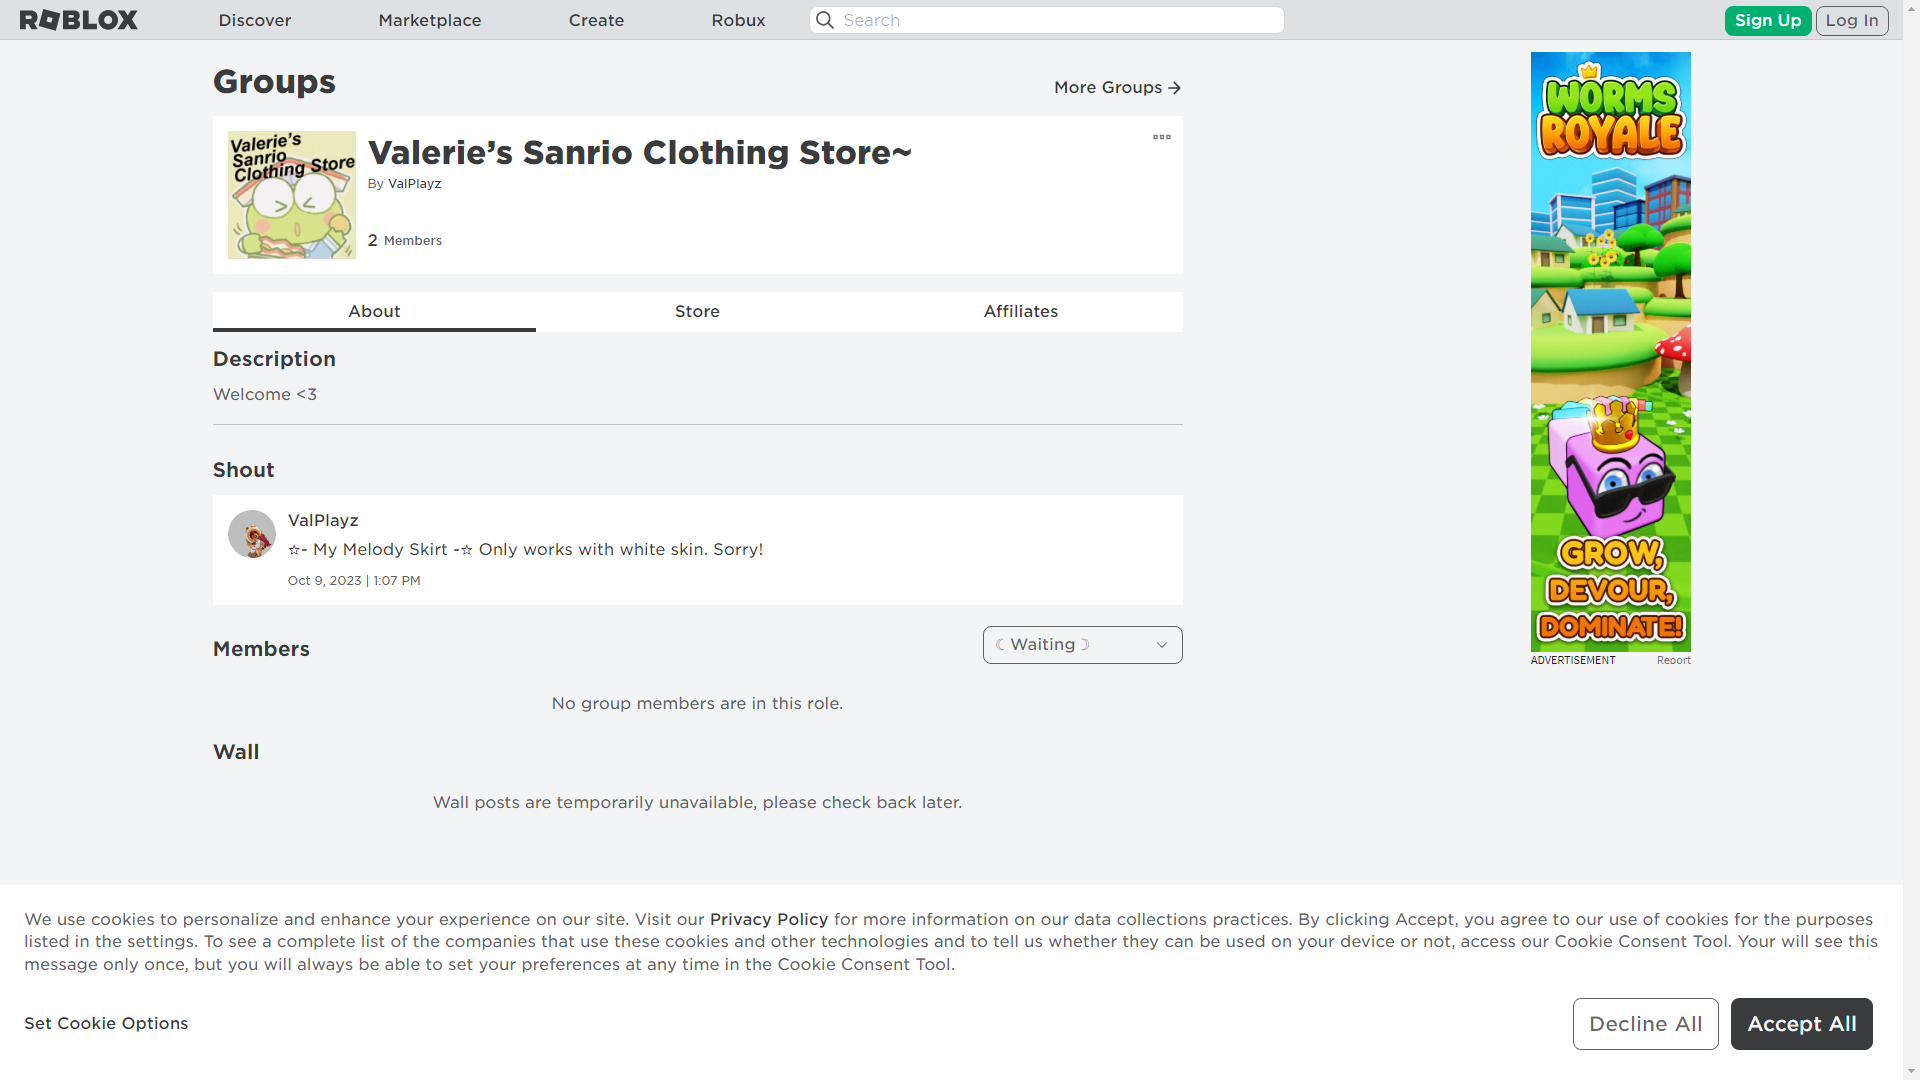 ROBLOX
Discover
Marketplace
Create
Robux
Search
Sign Up
Log In
Groups
More Groups →
Valerie's
Sanrio
Clothing Store
Valerie’s Sanrio Clothing Store~
By ValPlayz
2 Members
About
Store
Affiliates
Description
Welcome <3
Shout
ValPlayz
☆- My Melody Skirt -☆ Only works with white skin. Sorry!
Oct 9, 2023 | 1:07 PM
Members
☾Waiting☽
No group members are in this role.
Wall
Wall posts are temporarily unavailable, please check back later.
WORMS
ROYALE
GROW,
DEVOUR,
DOMINATE!
ADVERTISEMENT
Report
We use cookies to personalize and enhance your experience on our site. Visit our Privacy Policy for more information on our data collections practices. By clicking Accept, you agree to our use of cookies for the purposes
listed in the settings. To see a complete list of the companies that use these cookies and other technologies and to tell us whether they can be used on your device or not, access our Cookie Consent Tool. Your will see this
message only once, but you will always be able to set your preferences at any time in the Cookie Consent Tool.
Set Cookie Options
Decline All
Accept All